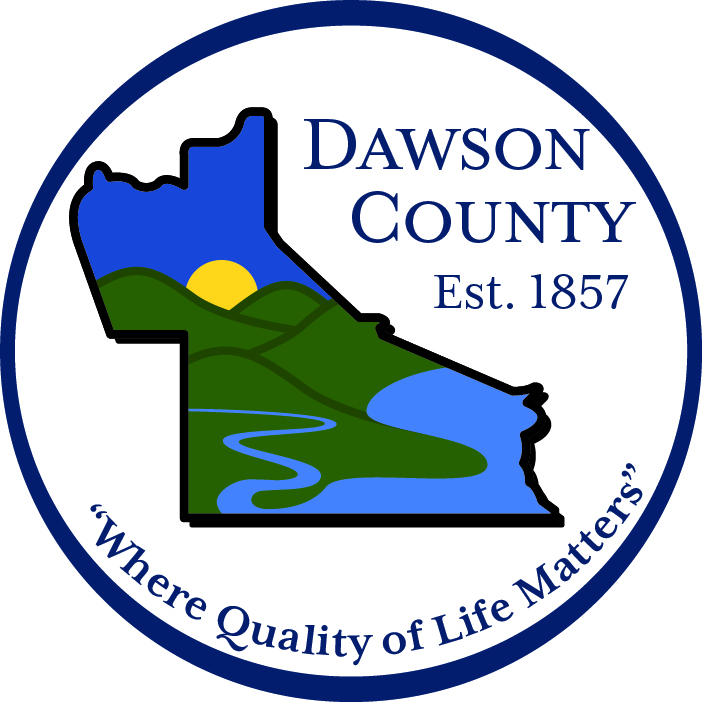 DAWSON
COUNTY
Est. 1857
“Where Quality of Life Matters”